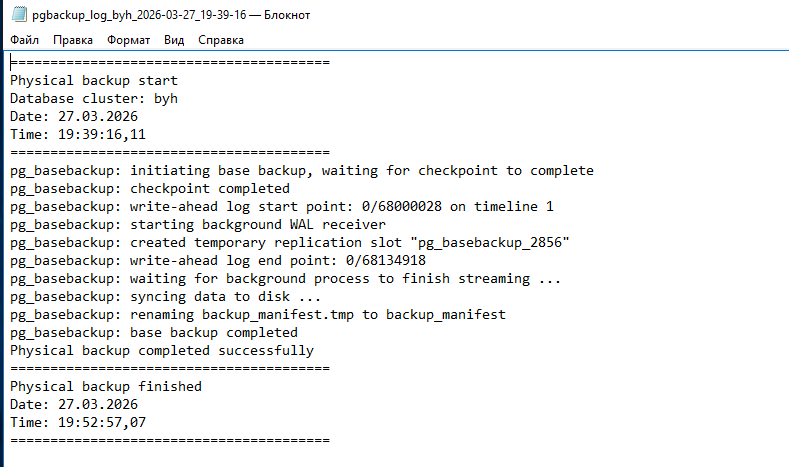 pgbackup_log_byh_2026-03-27_19-39-16 — Блокнот
Файл Правка Формат Вид Справка
========================================
Physical backup start
Database cluster: byh
Date: 27.03.2026
Time: 19:39:16,11
========================================
pg_basebackup: initiating base backup, waiting for checkpoint to complete
pg_basebackup: checkpoint completed
pg_basebackup: write-ahead log start point: 0/68000028 on timeline 1
pg_basebackup: starting background WAL receiver
pg_basebackup: created temporary replication slot "pg_basebackup_2856"
pg_basebackup: write-ahead log end point: 0/68134918
pg_basebackup: waiting for background process to finish streaming ...
pg_basebackup: syncing data to disk ...
pg_basebackup: renaming backup_manifest.tmp to backup_manifest
pg_basebackup: base backup completed
Physical backup completed successfully
========================================
Physical backup finished
Date: 27.03.2026
Time: 19:52:57,07
========================================